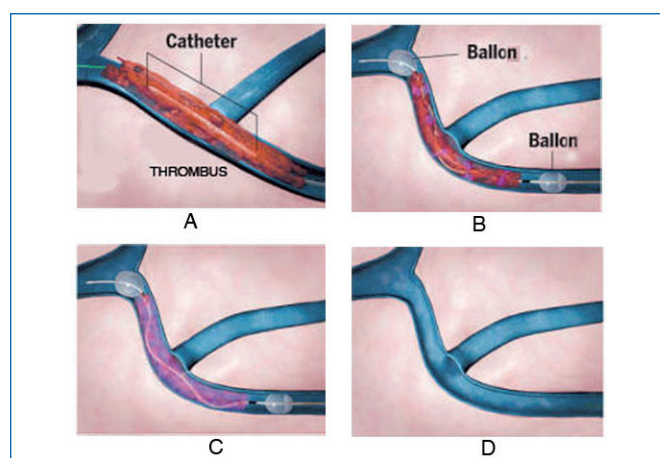 Catheter
THROMBUS
A
Ballon
Ballon
B
C
D